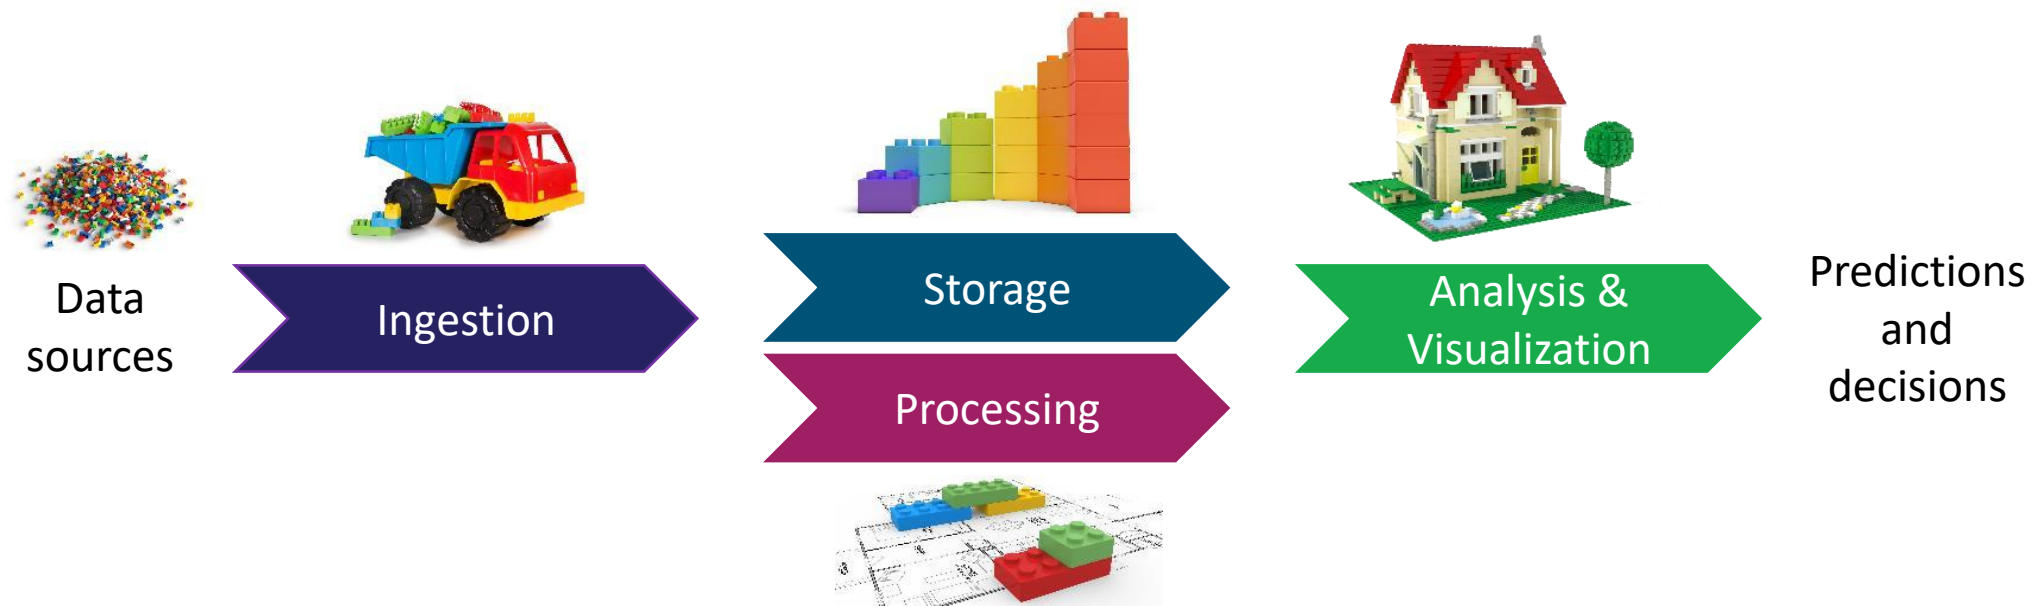 Data
sources
Ingestion
Storage
Processing
Analysis &
Visualization
Predictions
and
decisions